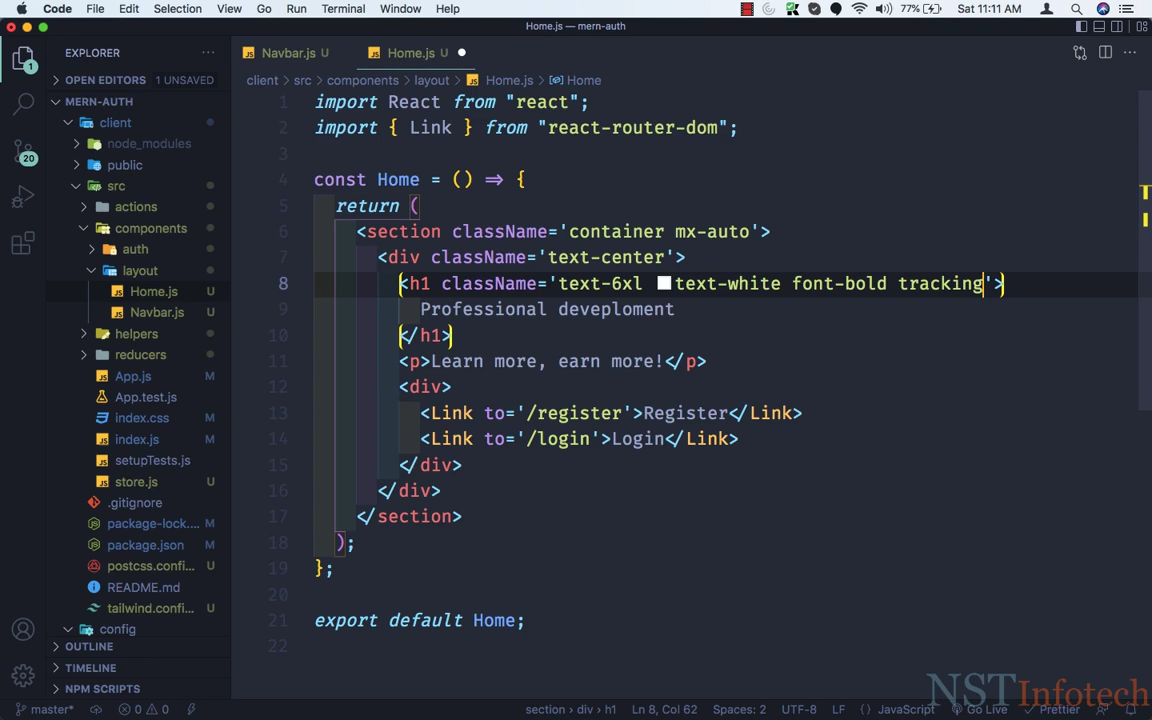 Code File Edit Selection View Go Run Terminal Window Help 77% Sat 11:11 AM
Home.js — mern-auth
EXPLORER
OPEN EDITORS 1 UNSAVED
MERN-AUTH
client
node_modules
public
src
actions
components
auth
layout
Home.js U
Navbar.js U
helpers
reducers
App.js M
App.test.js
index.css M
index.js M
setupTests.js
store.js U
.gitignore
package-lock.... M
package.json M
postcss.confi... U
README.md
tailwind.confi... U
config
OUTLINE
TIMELINE
NPM SCRIPTS
1
20
Navbar.js U Home.js U
client > src > components > layout > Home.js > Home
1 import React from "react";
2 import { Link } from "react-router-dom";
3
4 const Home = () => {
5 return (
6 <section className='container mx-auto'>
7 <div className='text-center'>
8 <h1 className='text-6xl text-white font-bold tracking'>
9 Professional deveploment
10 </h1>
11 <p>Learn more, earn more!</p>
12 <div>
13 <Link to='/register'>Register</Link>
14 <Link to='/login'>Login</Link>
15 </div>
16 </div>
17 </section>
18 );
19 };
20
21 export default Home;
22
NSTInfotech
master* 0 0 section > div > h1 Ln 8, Col 62 Spaces: 2 UTF-8 LF {} JavaScript Go Live Prettier